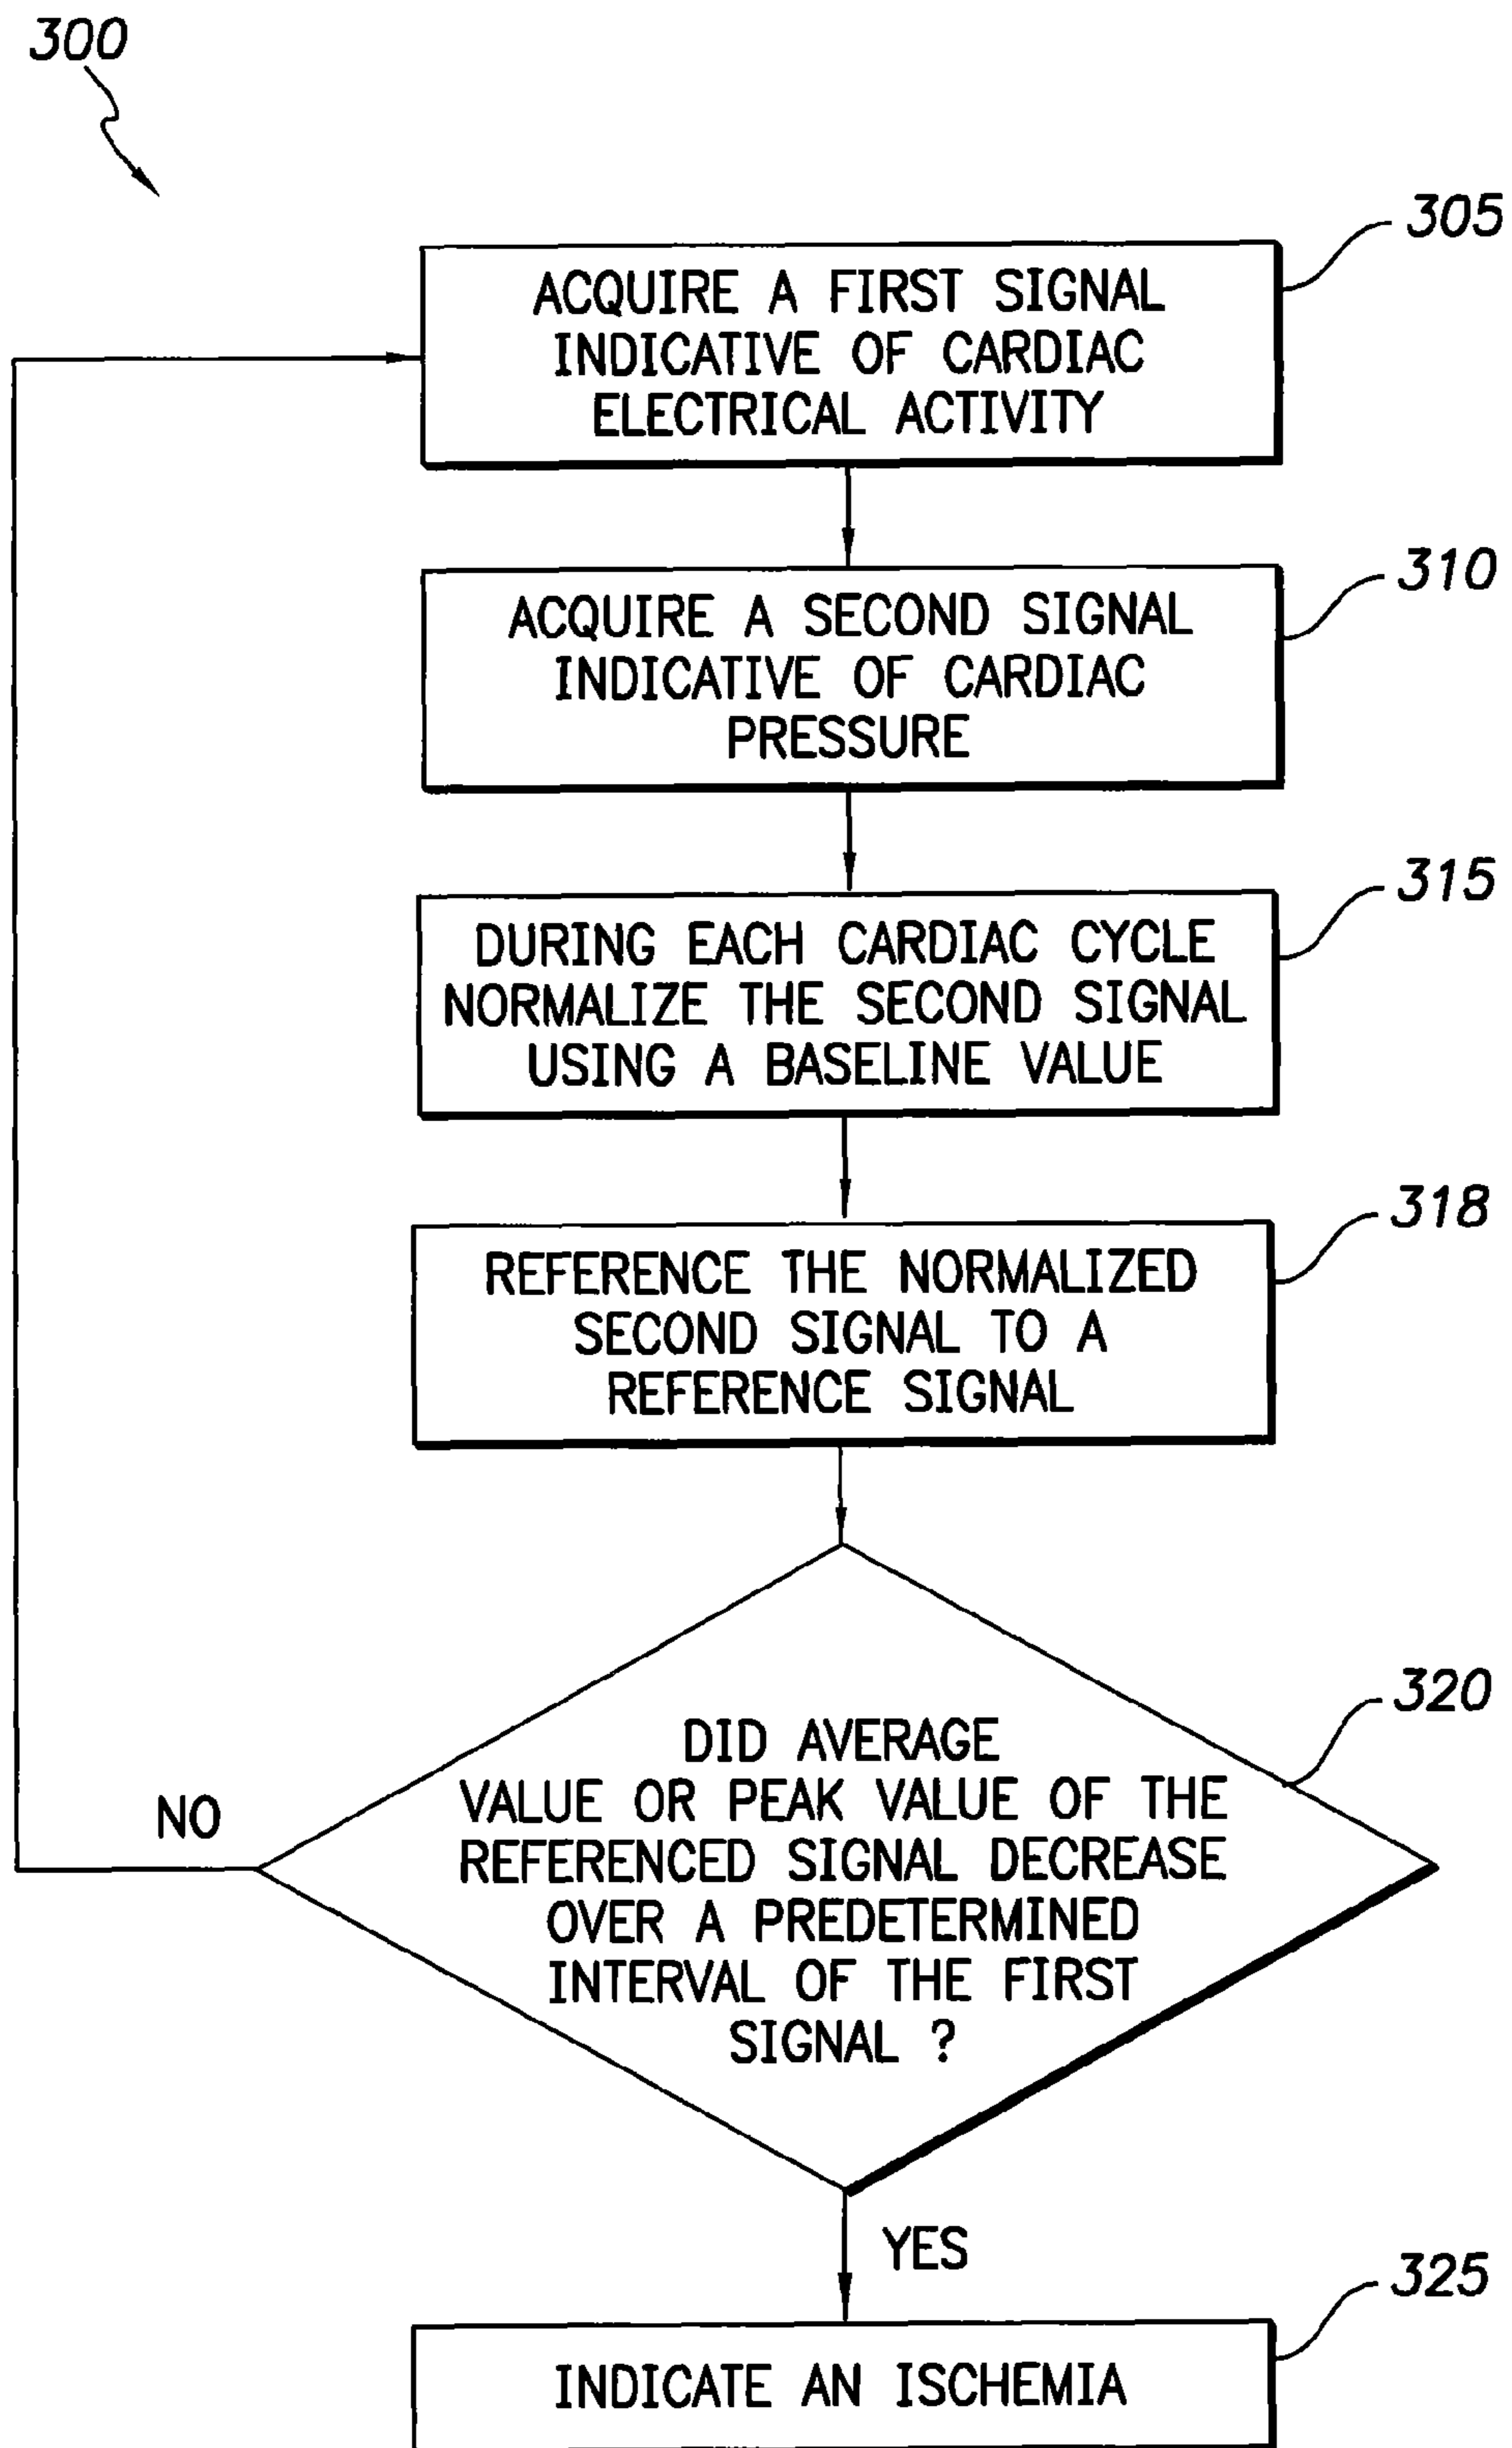 300
305
ACQUIRE A FIRST SIGNAL
INDICATIVE OF CARDIAC
ELECTRICAL ACTIVITY
310
ACQUIRE A SECOND SIGNAL
INDICATIVE OF CARDIAC
PRESSURE
315
DURING EACH CARDIAC CYCLE
NORMALIZE THE SECOND SIGNAL
USING A BASELINE VALUE
318
REFERENCE THE NORMALIZED
SECOND SIGNAL TO A
REFERENCE SIGNAL
320
DID AVERAGE
VALUE OR PEAK VALUE OF THE
REFERENCED SIGNAL DECREASE
OVER A PREDETERMINED
INTERVAL OF THE FIRST
SIGNAL ?
NO
YES
325
INDICATE AN ISCHEMIA